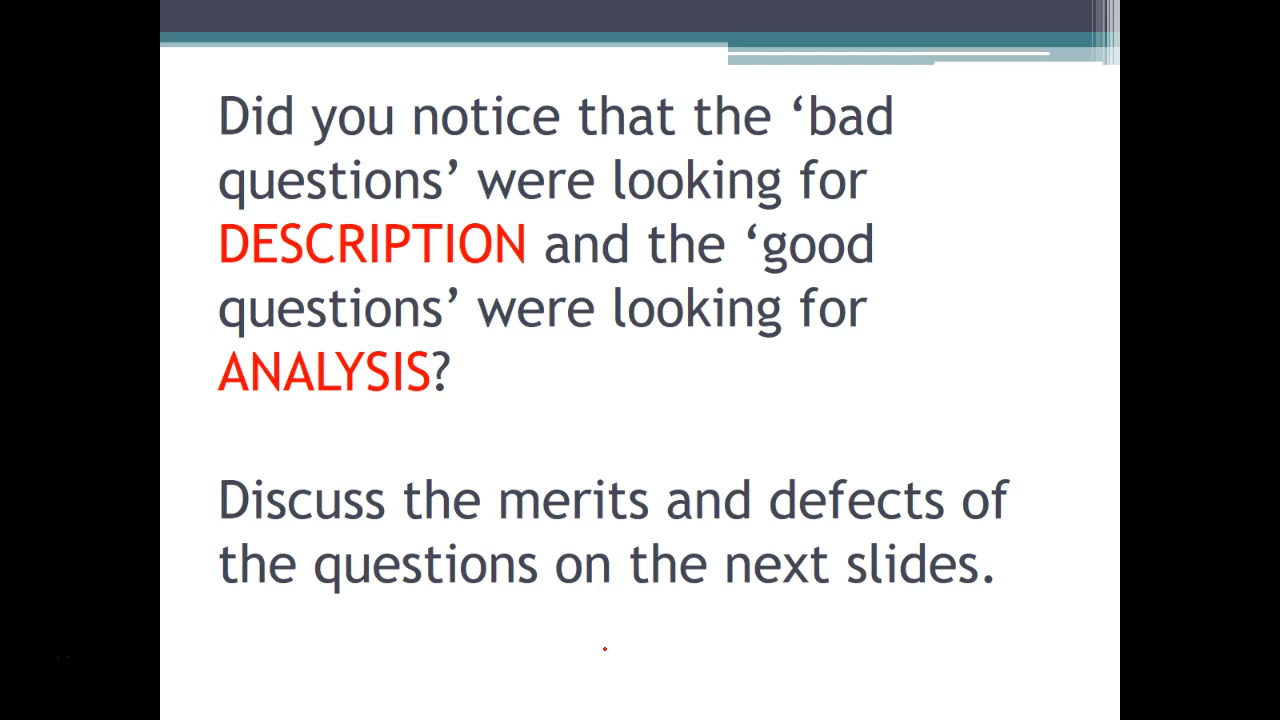 Did you notice that the ‘bad
questions’ were looking for
DESCRIPTION and the ‘good
questions’ were looking for
ANALYSIS?
Discuss the merits and defects of
the questions on the next slides.